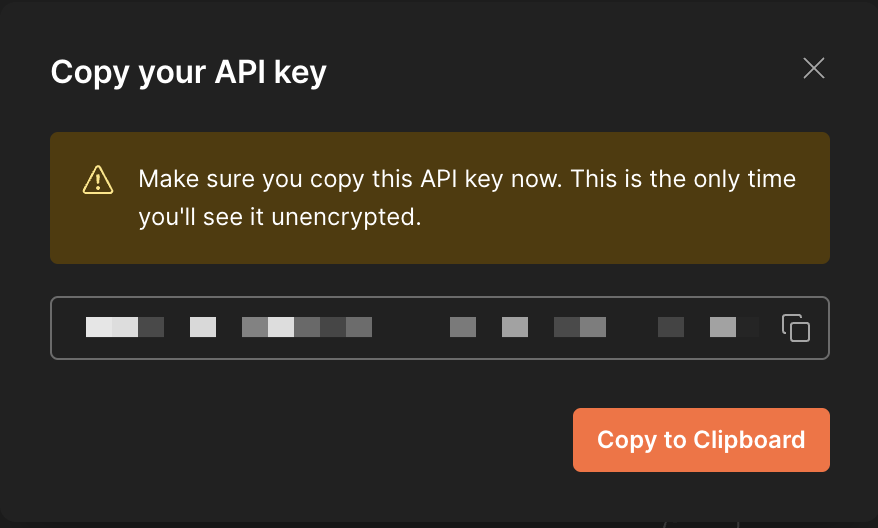 Copy your API key
Make sure you copy this API key now. This is the only time
you'll see it unencrypted.
Copy to Clipboard